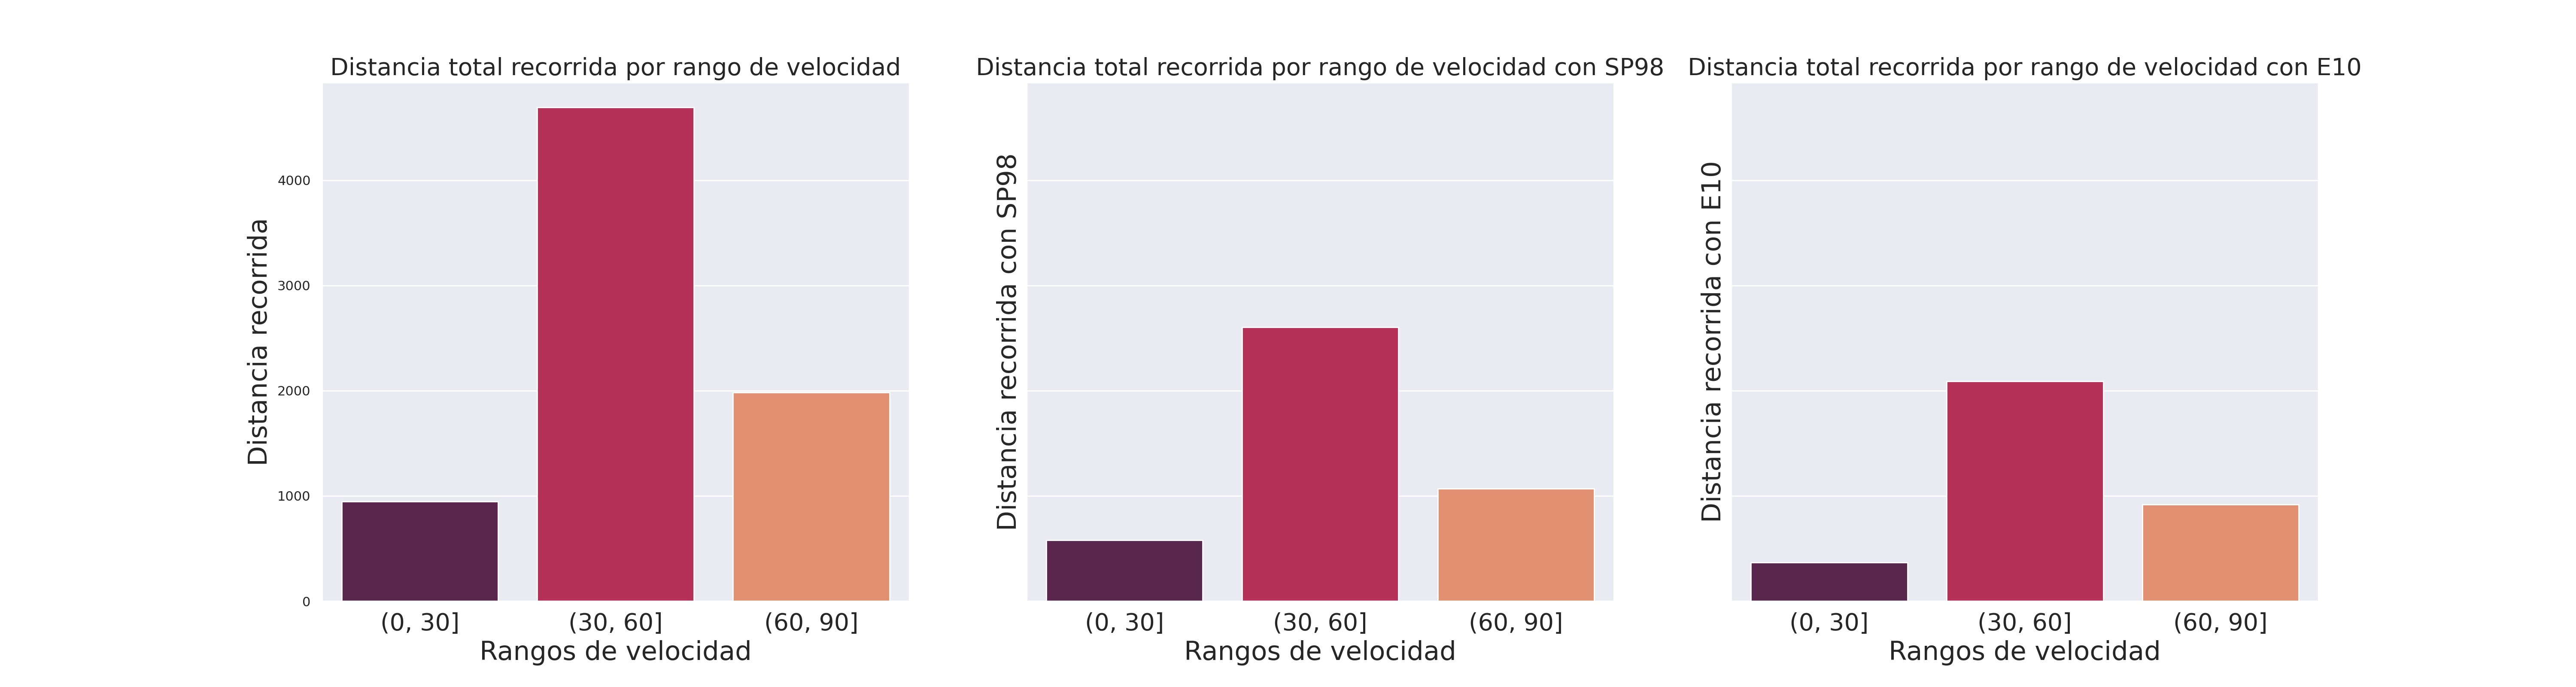 Distancia total recorrida por rango de velocidad
Distancia recorrida
4000
3000
2000
1000
0
(0, 30]
(30, 60]
(60, 90]
Rangos de velocidad
Distancia total recorrida por rango de velocidad con SP98
Distancia recorrida con SP98
(0, 30]
(30, 60]
(60, 90]
Rangos de velocidad
Distancia total recorrida por rango de velocidad con E10
Distancia recorrida con E10
(0, 30]
(30, 60]
(60, 90]
Rangos de velocidad